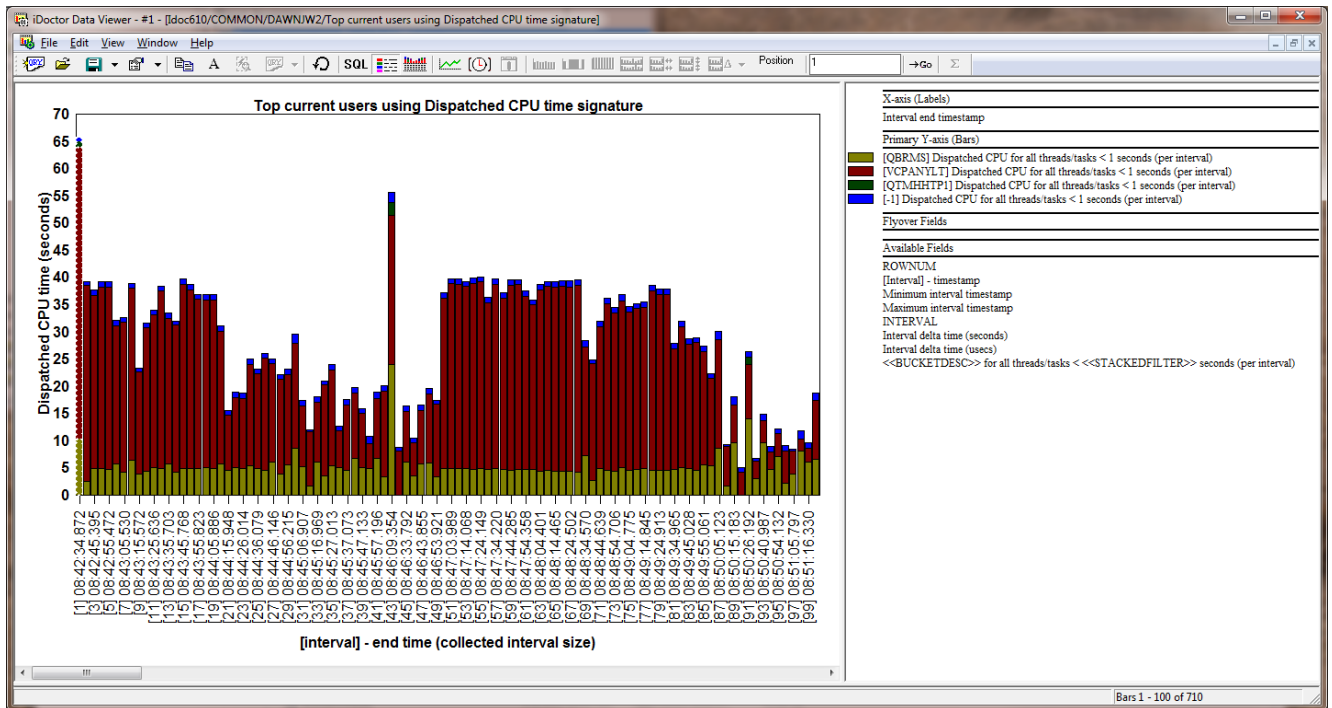 iDoctor Data Viewer - #1 - [Idoc610/COMMON/DAWNJW2/Top current users using Dispatched CPU time signature]
File Edit View Window Help
SQL Position 1 Go
Top current users using Dispatched CPU time signature
Dispatched CPU time (seconds)
70
65
60
55
50
45
40
35
30
25
20
15
10
5
0
[1] 08:42:34.872
[3] 08:42:45.395
[5] 08:42:55.472
[7] 08:43:05.530
[9] 08:43:15.572
[11] 08:43:25.636
[13] 08:43:35.703
[15] 08:43:45.768
[17] 08:43:55.823
[19] 08:44:05.886
[21] 08:44:15.948
[23] 08:44:26.014
[25] 08:44:36.079
[27] 08:44:46.146
[29] 08:44:56.215
[31] 08:45:06.907
[33] 08:45:16.969
[35] 08:45:27.013
[37] 08:45:37.073
[39] 08:45:47.133
[41] 08:45:57.196
[43] 08:46:09.354
[45] 08:46:33.792
[47] 08:46:43.855
[49] 08:46:53.921
[51] 08:47:03.989
[53] 08:47:14.068
[55] 08:47:24.149
[57] 08:47:34.220
[59] 08:47:44.285
[61] 08:47:54.358
[63] 08:48:04.401
[65] 08:48:14.465
[67] 08:48:24.502
[69] 08:48:34.570
[71] 08:48:44.639
[73] 08:48:54.706
[75] 08:49:04.775
[77] 08:49:14.845
[79] 08:49:24.913
[81] 08:49:34.965
[83] 08:49:45.028
[85] 08:49:55.061
[87] 08:50:05.123
[89] 08:50:15.183
[91] 08:50:26.192
[93] 08:50:40.987
[95] 08:50:54.132
[97] 08:51:05.797
[99] 08:51:16.330
[interval] - end time (collected interval size)
X-axis (Labels)
Interval end timestamp
Primary Y-axis (Bars)
[QBRMS] Dispatched CPU for all threads/tasks < 1 seconds (per interval)
[VCPANYLT] Dispatched CPU for all threads/tasks < 1 seconds (per interval)
[QTMHHTP1] Dispatched CPU for all threads/tasks < 1 seconds (per interval)
[-1] Dispatched CPU for all threads/tasks < 1 seconds (per interval)
Flyover Fields
Available Fields
ROWNUM
[Interval] - timestamp
Minimum interval timestamp
Maximum interval timestamp
INTERVAL
Interval delta time (seconds)
Interval delta time (usecs)
<<BUCKETDESC>> for all threads/tasks < <<STACKEDFILTER>> seconds (per interval)
Bars 1 - 100 of 710